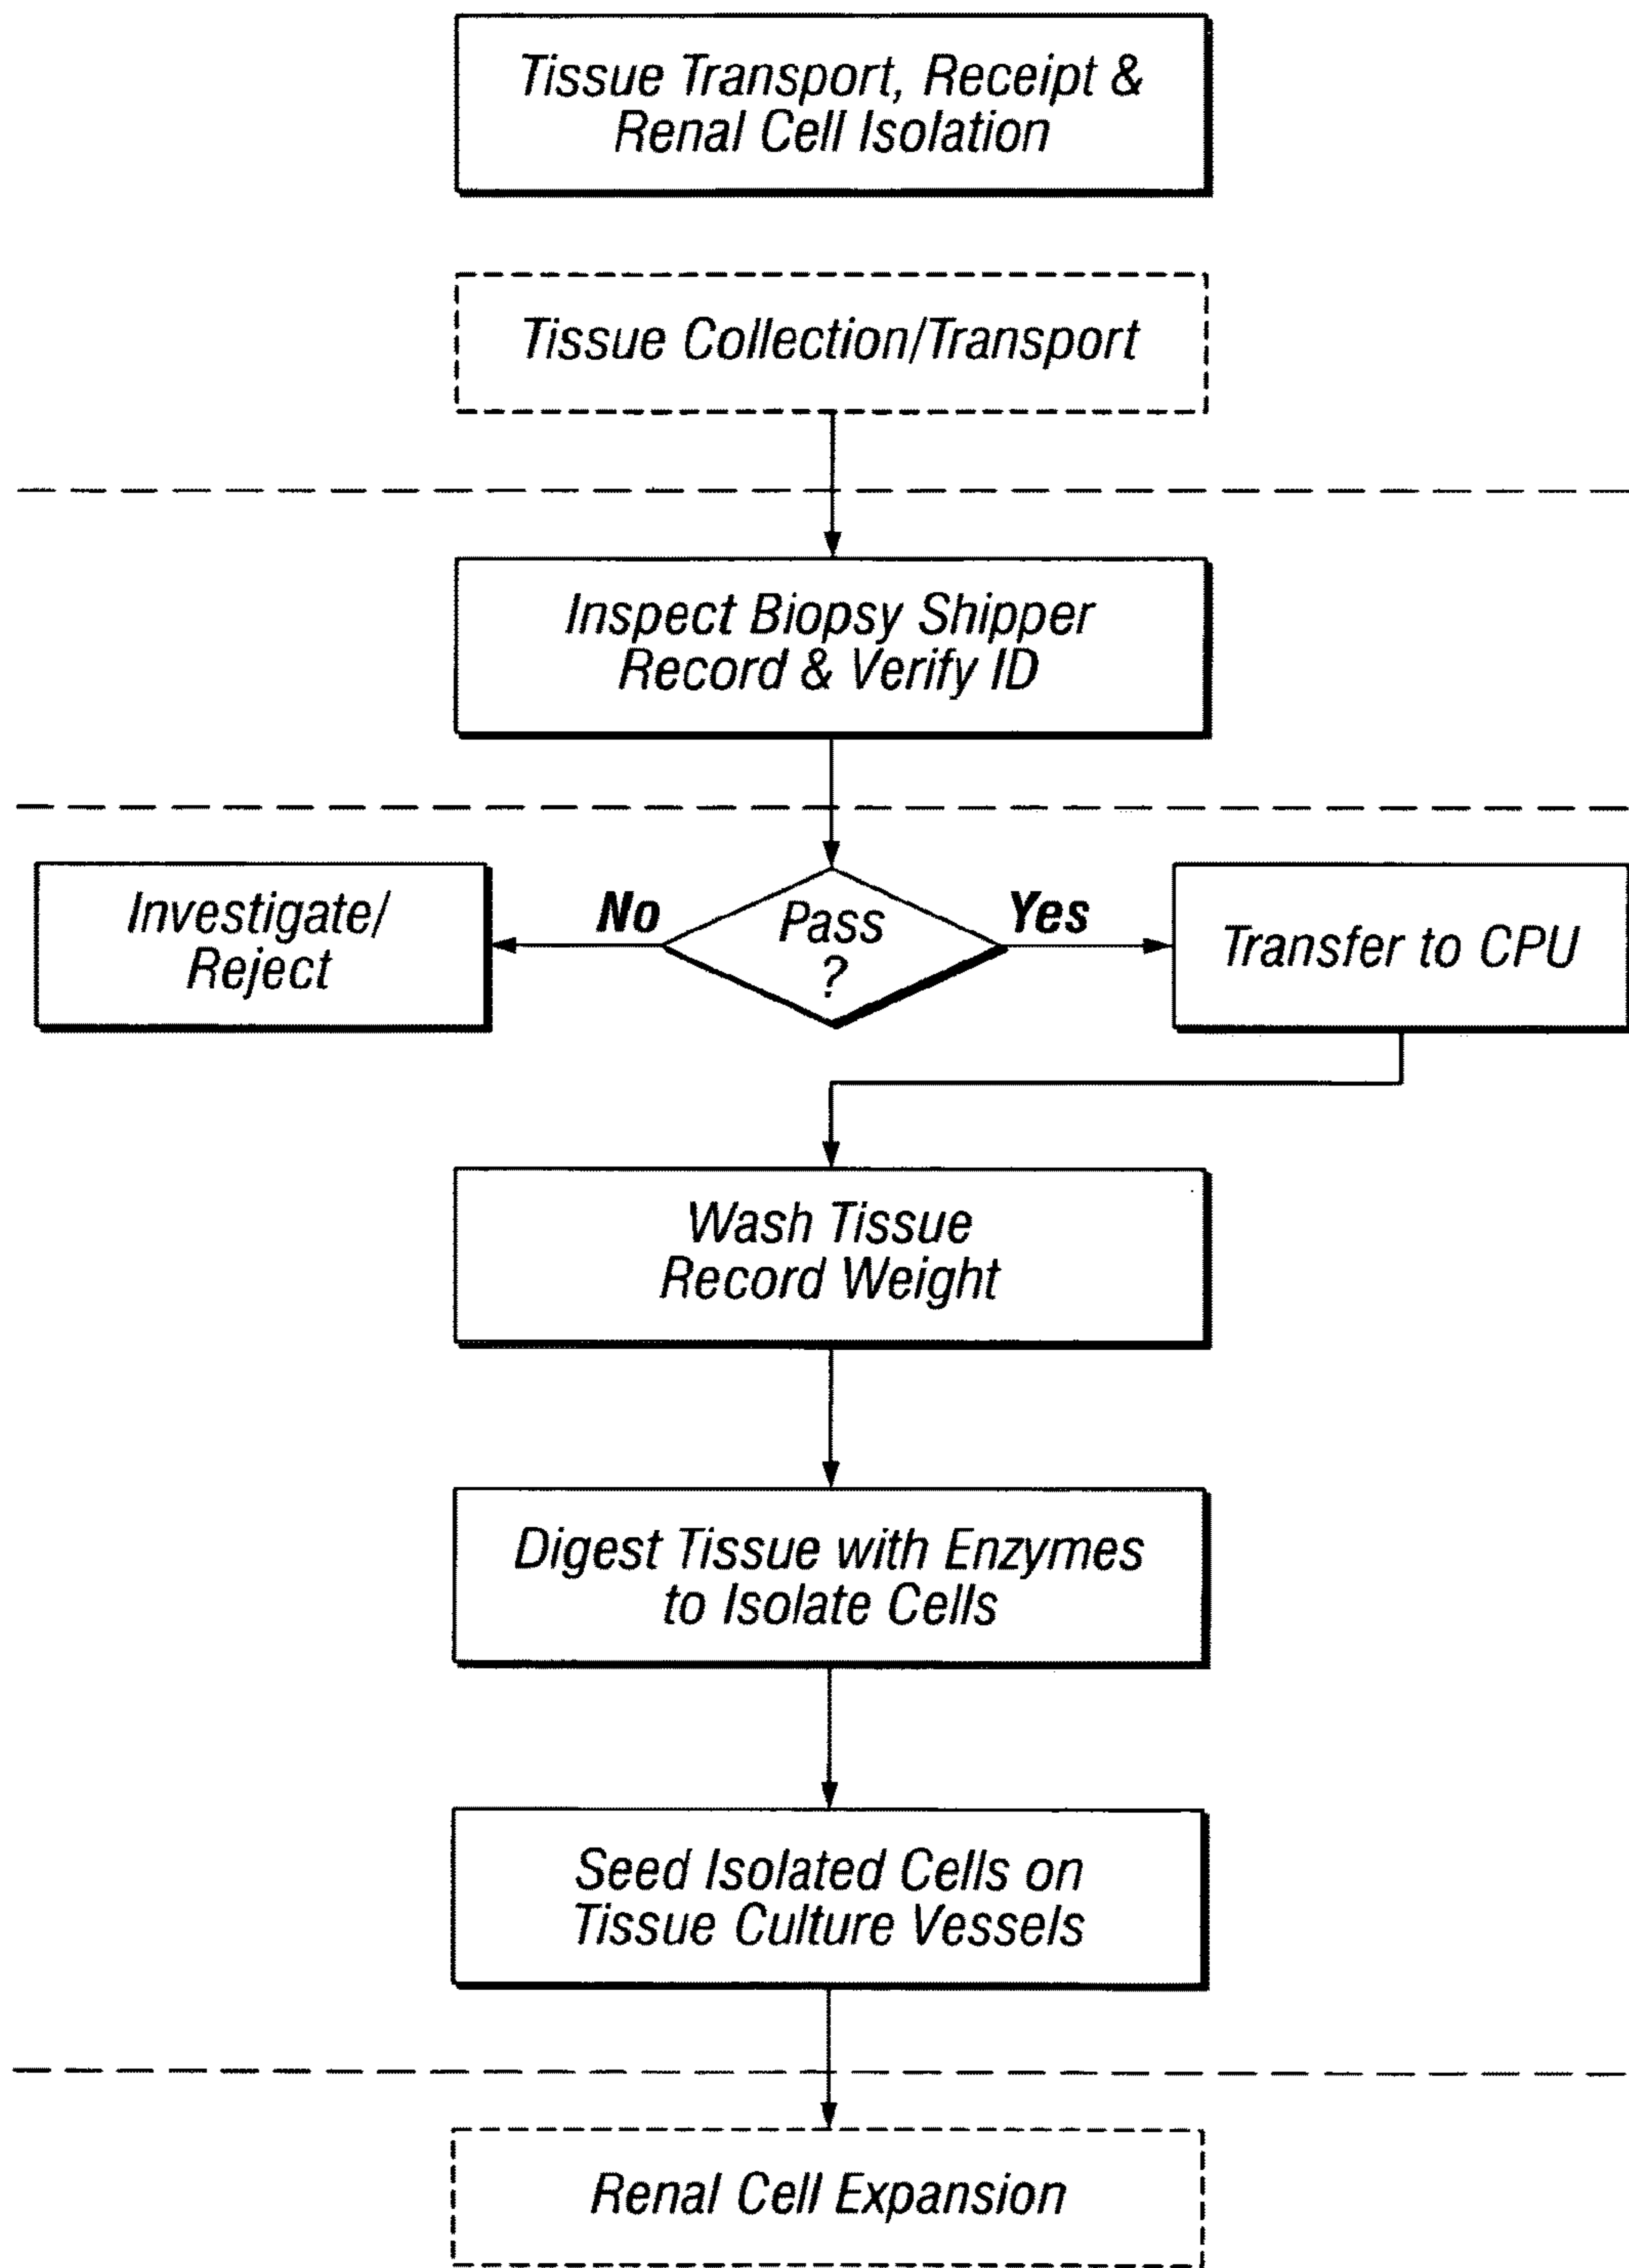 Tissue Transport, Receipt &
Renal Cell Isolation
Tissue Collection/Transport
Inspect Biopsy Shipper
Record & Verify ID
Investigate/
Reject
No
Pass
?
Yes
Transfer to CPU
Wash Tissue
Record Weight
Digest Tissue with Enzymes
to Isolate Cells
Seed Isolated Cells on
Tissue Culture Vessels
Renal Cell Expansion